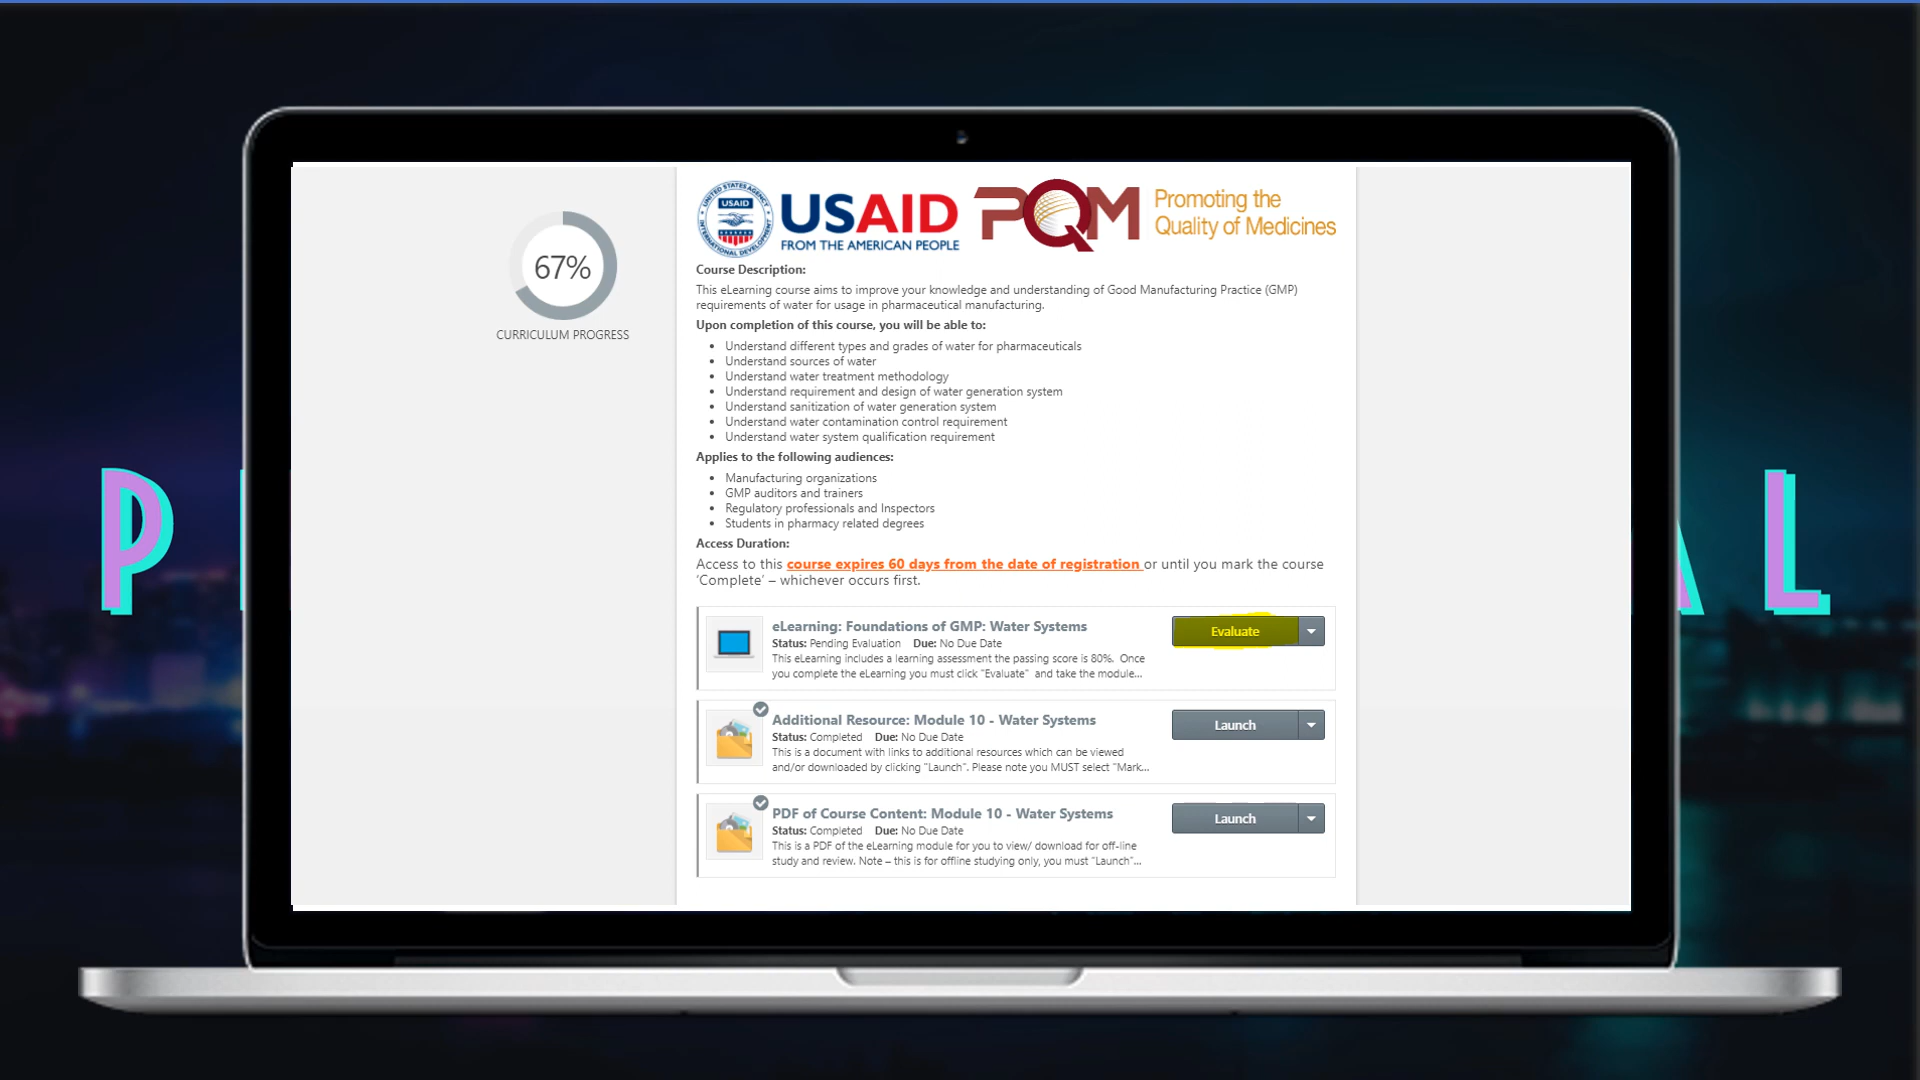 UNITED STATES AGENCY
INTERNATIONAL DEVELOPMENT
USAID
USAID
FROM THE AMERICAN PEOPLE
PQM
Promoting the
Quality of Medicines
67%
CURRICULUM PROGRESS
Course Description:
This eLearning course aims to improve your knowledge and understanding of Good Manufacturing Practice (GMP)
requirements of water for usage in pharmaceutical manufacturing.
Upon completion of this course, you will be able to:
• Understand different types and grades of water for pharmaceuticals
• Understand sources of water
• Understand water treatment methodology
• Understand requirement and design of water generation system
• Understand sanitization of water generation system
• Understand water contamination control requirement
• Understand water system qualification requirement
Applies to the following audiences:
• Manufacturing organizations
• GMP auditors and trainers
• Regulatory professionals and Inspectors
• Students in pharmacy related degrees
Access Duration:
Access to this course expires 60 days from the date of registration or until you mark the course
‘Complete’ – whichever occurs first.
eLearning: Foundations of GMP: Water Systems
Status: Pending Evaluation Due: No Due Date
This eLearning includes a learning assessment the passing score is 80%. Once
you complete the eLearning you must click "Evaluate" and take the module...
Evaluate
Additional Resource: Module 10 - Water Systems
Status: Completed Due: No Due Date
This is a document with links to additional resources which can be viewed
and/or downloaded by clicking "Launch". Please note you MUST select "Mark...
Launch
PDF of Course Content: Module 10 - Water Systems
Status: Completed Due: No Due Date
This is a PDF of the eLearning module for you to view/ download for off-line
study and review. Note – this is for offline studying only, you must "Launch"...
Launch
P
A L